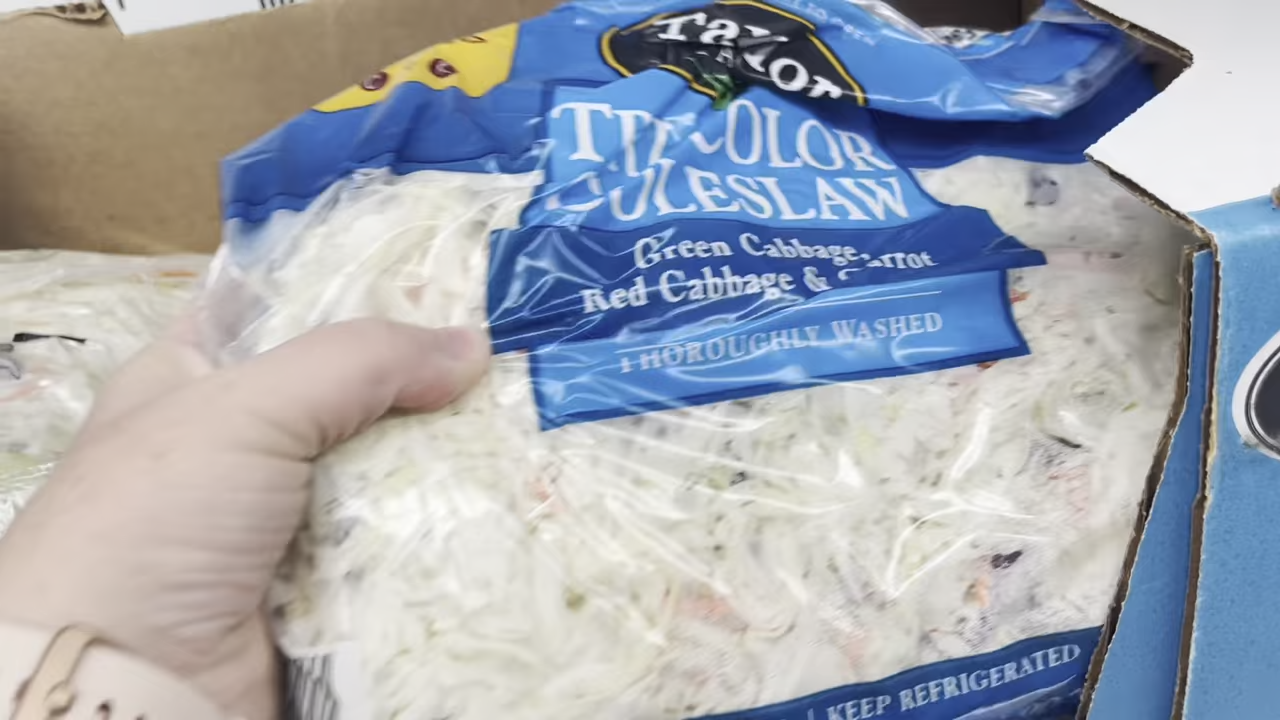 Taylor
TRI COLOR
COLESLAW
Green Cabbage, Carrot
Red Cabbage &
THOROUGHLY WASHED
KEEP REFRIGERATED